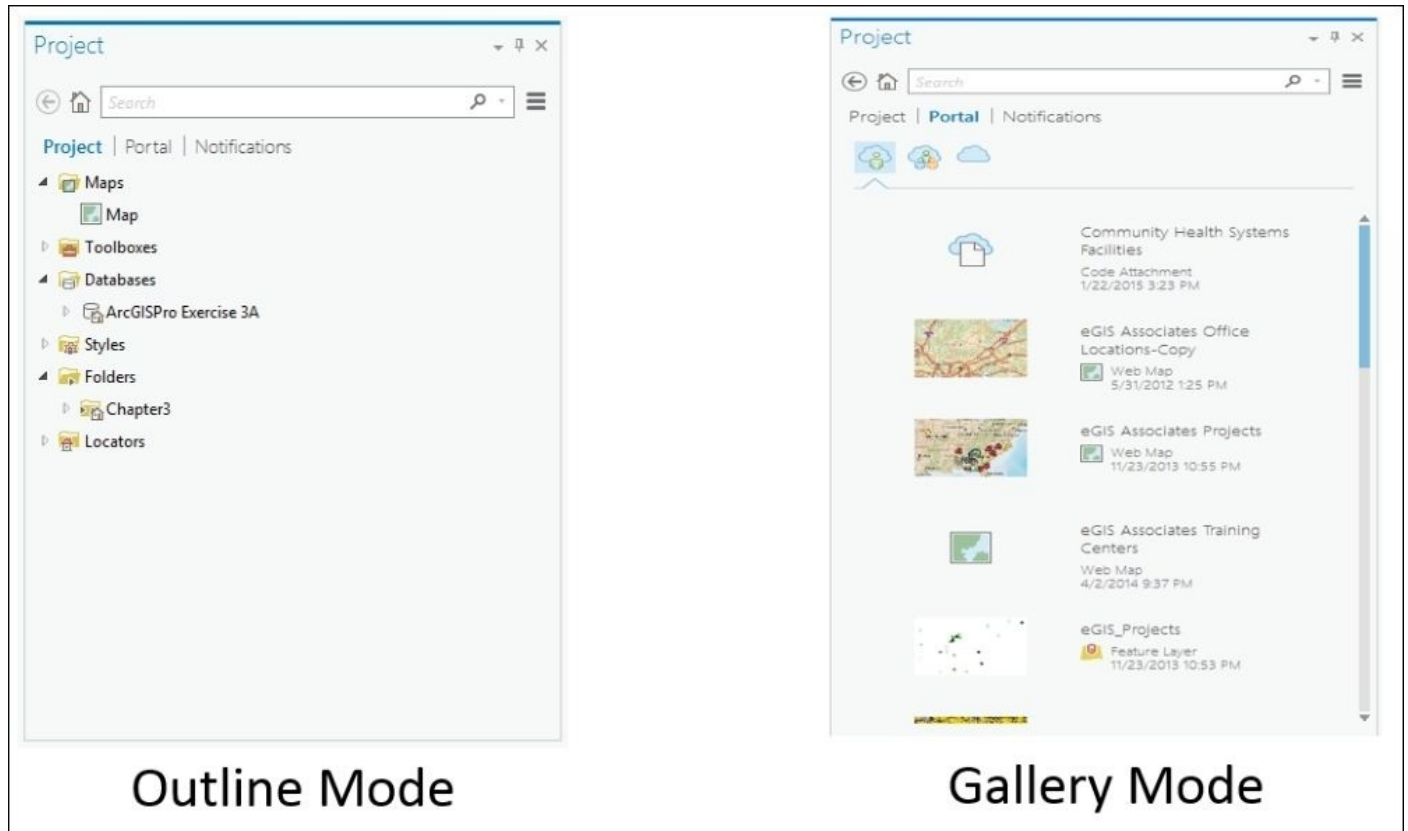 Project
Search
Project | Portal | Notifications
Maps
Map
Toolboxes
Databases
ArcGISPro Exercise 3A
Styles
Folders
Chapter3
Locators
Outline Mode
Project
Search
Project | Portal | Notifications
Community Health Systems
Facilities
Code Attachment
1/22/2015 3:23 PM
eGIS Associates Office
Locations-Copy
Web Map
5/31/2012 1:25 PM
eGIS Associates Projects
Web Map
11/23/2013 10:55 PM
eGIS Associates Training
Centers
Web Map
4/2/2014 9:37 PM
eGIS_Projects
Feature Layer
11/23/2013 10:53 PM
Gallery Mode